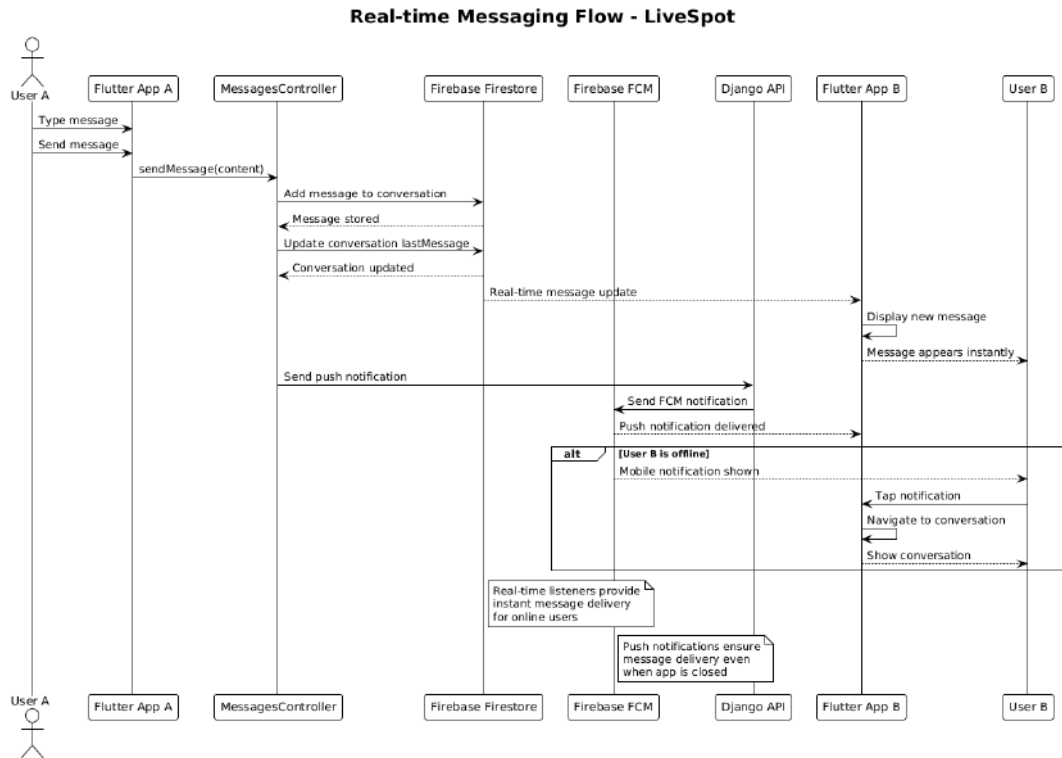 Real-time Messaging Flow - LiveSpot
User A
Flutter App A
MessagesController
Firebase Firestore
Firebase FCM
Django API
Flutter App B
User B
Type message
Send message
sendMessage(content)
Add message to conversation
Message stored
Update conversation lastMessage
Conversation updated
Real-time message update
Display new message
Message appears instantly
Send push notification
Send FCM notification
Push notification delivered
alt
[User B is offline]
Mobile notification shown
Tap notification
Navigate to conversation
Show conversation
Real-time listeners provide
instant message delivery
for online users
Push notifications ensure
message delivery even
when app is closed
User A
Flutter App A
MessagesController
Firebase Firestore
Firebase FCM
Django API
Flutter App B
User B